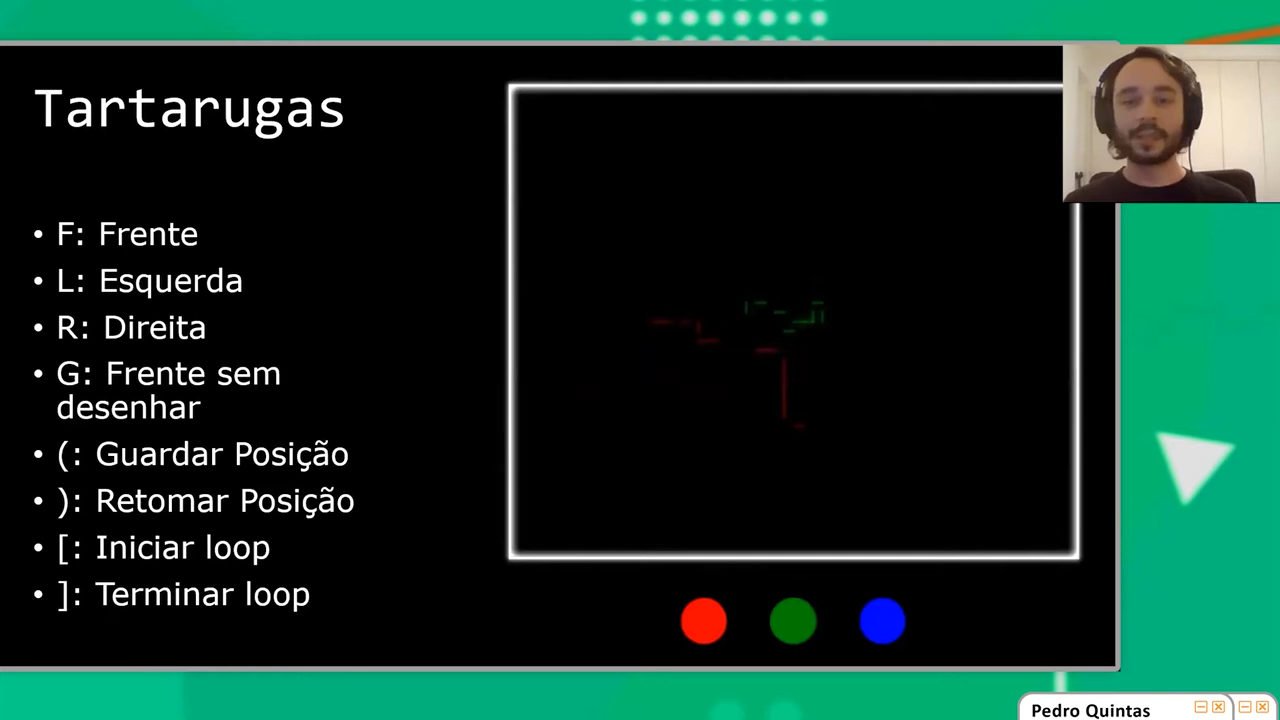 Tartarugas
• F: Frente
• L: Esquerda
• R: Direita
• G: Frente sem
desenhar
• (: Guardar Posição
• ): Retomar Posição
• [: Iniciar loop
• ]: Terminar loop
Pedro Quintas